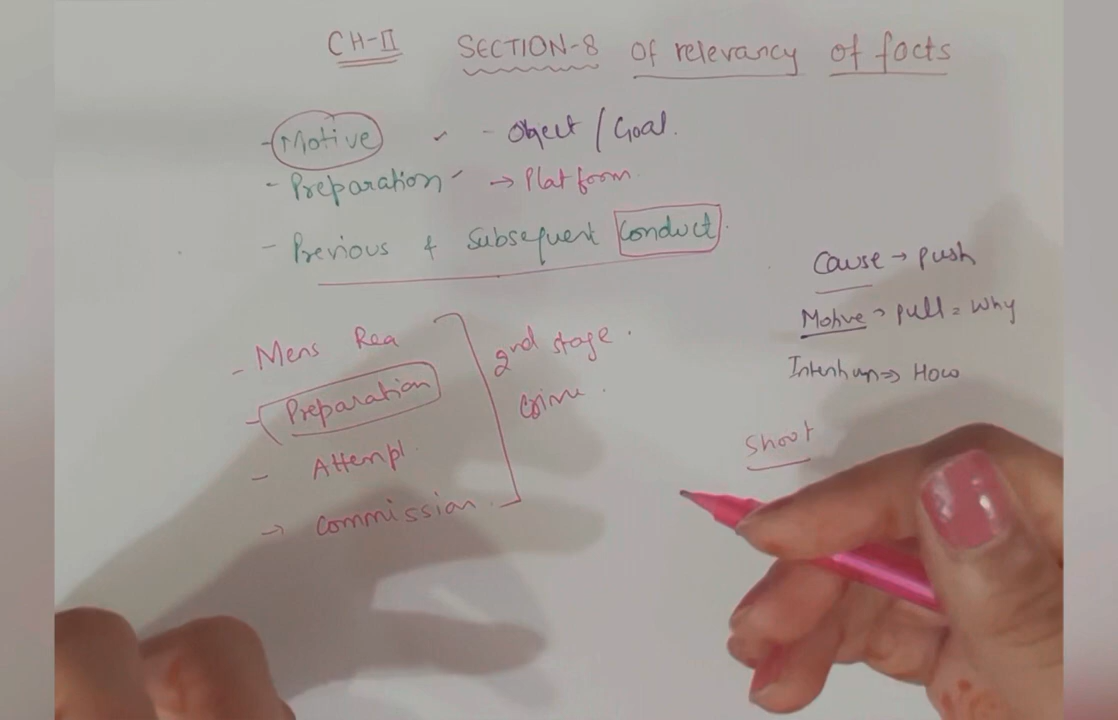 CH-II SECTION-8 of relevancy of facts
- Motive ✓ - Object / Goal.
- Preparation → Platform
- Previous & Subsequent Conduct
- Mens Rea
- Preparation
- Attempt
→ Commission.
2nd stage
Crime.
Cause → push
Motive → pull = Why
Intention ⇒ How
Shoot